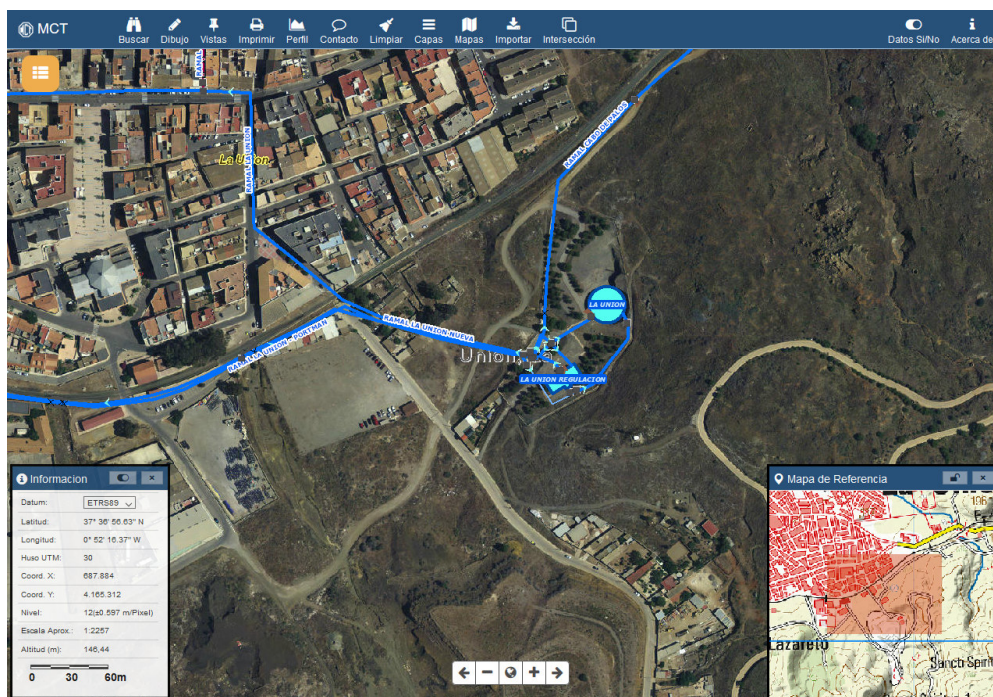 MCT
Buscar
Dibujo
Vistas
Imprimir
Perfil
Contacto
Limpiar
Capas
Mapas
Importar
Intersección
Datos Si/No
Acerca de
RAMAL
RAMAL LA UNION
La Union
RAMAL CABO DE PALOS
LA UNION
RAMAL LA UNION-NUEVA
RAMAL LA UNION - PORTMAN
Union
LA UNION REGULACION
Informacion
Datum: ETRS89
Latitud: 37° 36' 56.63" N
Longitud: 0° 52' 16.37" W
Huso UTM: 30
Coord. X: 687.884
Coord. Y: 4.165.312
Nivel: 12(±0.597 m/Pixel)
Escala Aprox.: 1:2257
Altitud (m): 146,44
0 30 60m
Mapa de Referencia
196
Lazareto
Sancti Spirit